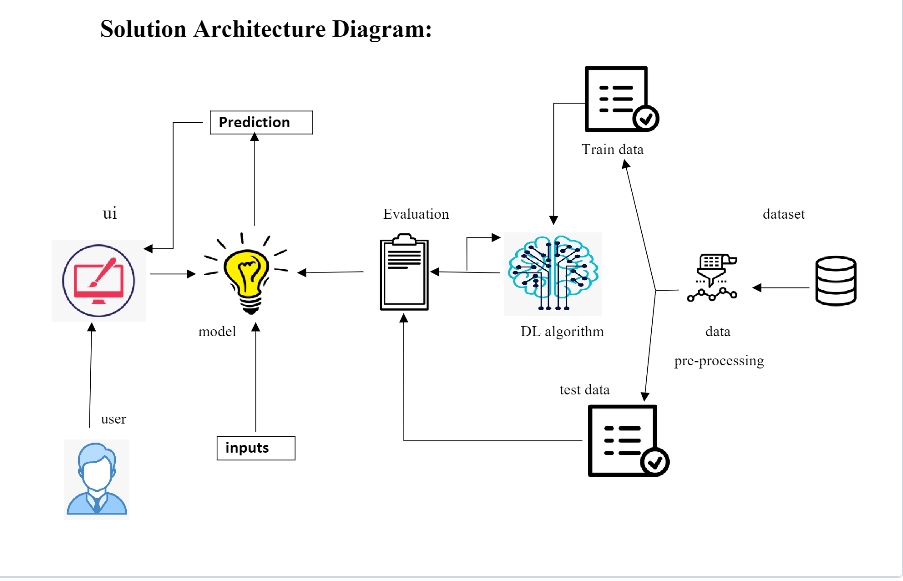 Solution Architecture Diagram:
Prediction
Train data
ui
Evaluation
dataset
model
DL algorithm
data
pre-processing
test data
user
inputs